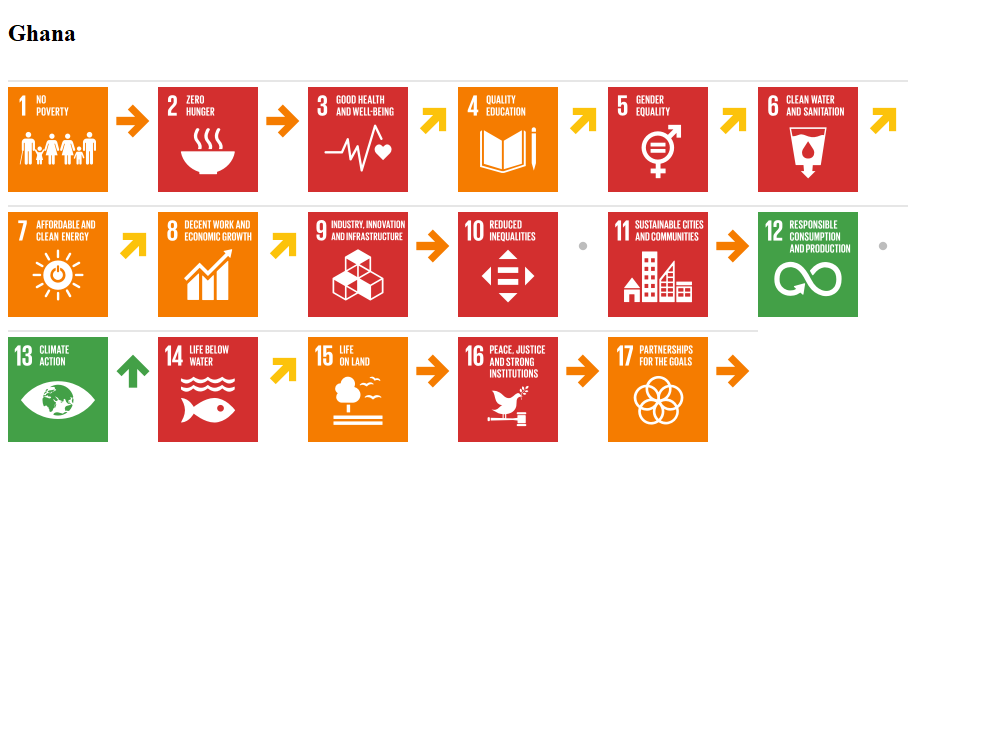 Ghana
1 NO
POVERTY
2 ZERO
HUNGER
3 GOOD HEALTH
AND WELL-BEING
4 QUALITY
EDUCATION
5 GENDER
EQUALITY
6 CLEAN WATER
AND SANITATION
7 AFFORDABLE AND
CLEAN ENERGY
8 DECENT WORK AND
ECONOMIC GROWTH
9 INDUSTRY, INNOVATION
AND INFRASTRUCTURE
10 REDUCED
INEQUALITIES
11 SUSTAINABLE CITIES
AND COMMUNITIES
12 RESPONSIBLE
CONSUMPTION
AND PRODUCTION
13 CLIMATE
ACTION
14 LIFE BELOW
WATER
15 LIFE
ON LAND
16 PEACE, JUSTICE
AND STRONG
INSTITUTIONS
17 PARTNERSHIPS
FOR THE GOALS